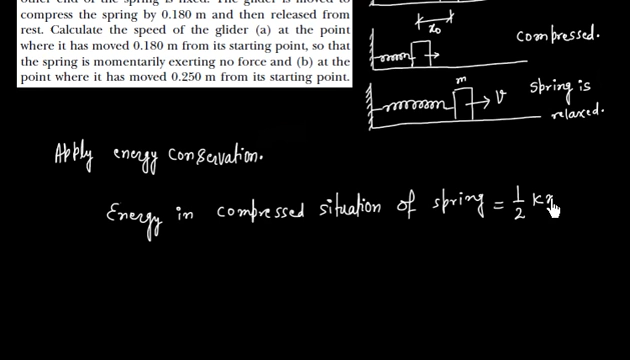 other end of the spring is fixed. The glider is moved to
compress the spring by 0.180 m and then released from
rest. Calculate the speed of the glider (a) at the point
where it has moved 0.180 m from its starting point, so that
the spring is momentarily exerting no force and (b) at the
point where it has moved 0.250 m from its starting point.
x₀
compressed.
m
v
spring is
relaxed.
Apply energy conservation.
Energy in compressed situation of spring = 1/2 kx